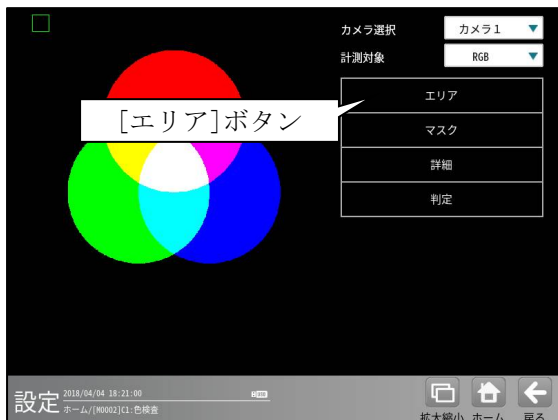 カメラ選択 カメラ1
計測対象 RGB
エリア
[エリア]ボタン
マスク
詳細
判定
設定 2018/04/04 18:21:00
ホーム/[M0002]C1:色検査
拡大縮小 ホーム 戻る